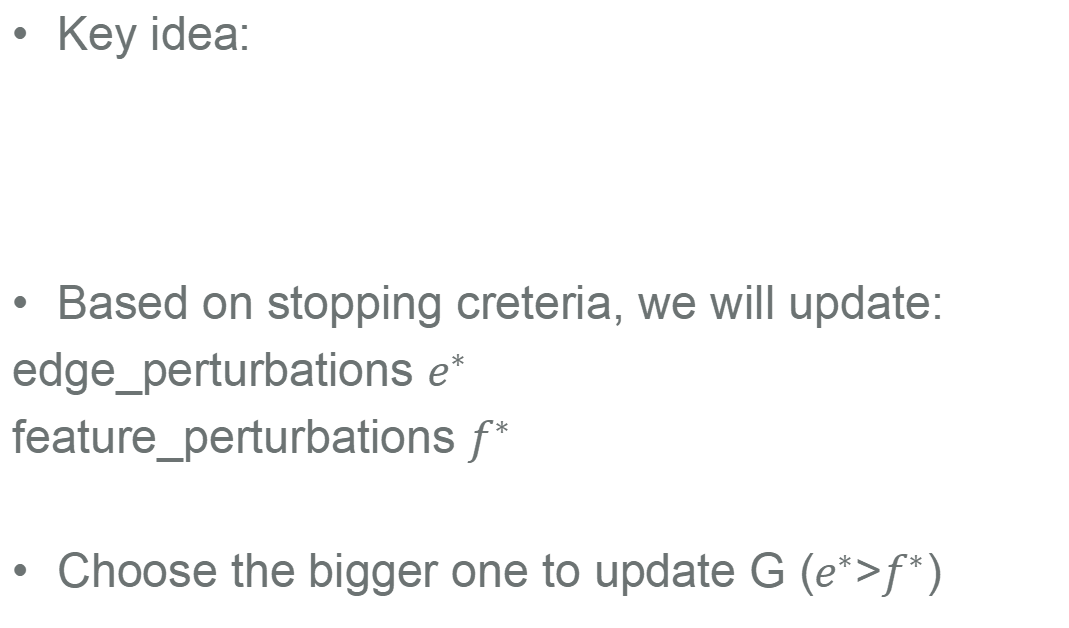 • Key idea:
• Based on stopping creteria, we will update:
edge_perturbations e*
feature_perturbations f*
• Choose the bigger one to update G (e*>f*)